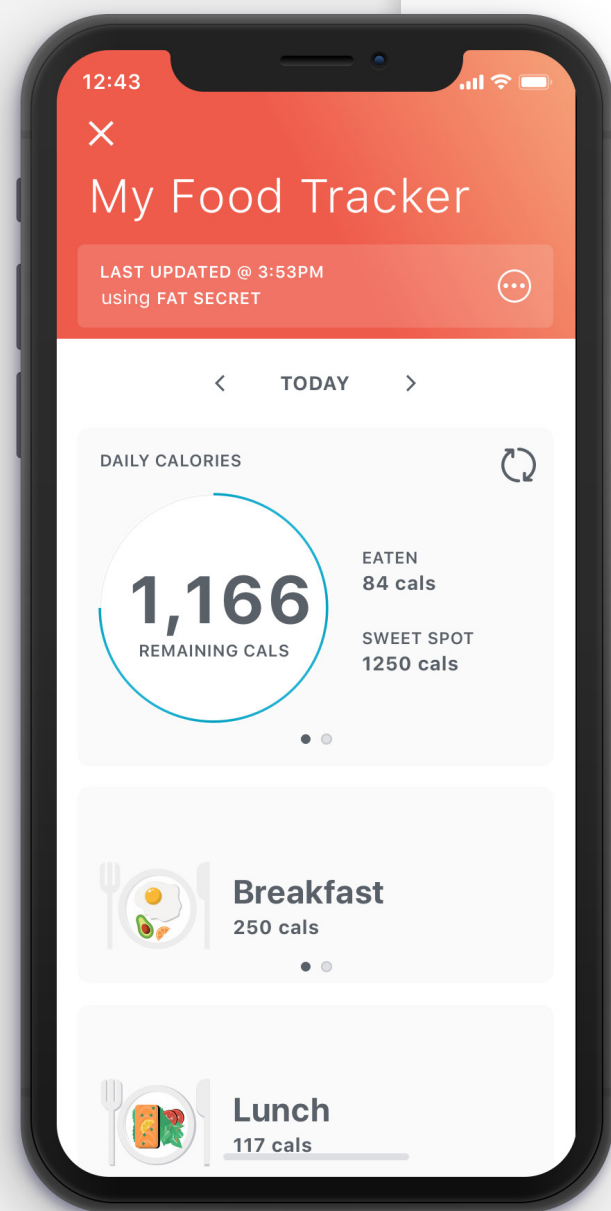 12:43
My Food Tracker
LAST UPDATED @ 3:53PM
using FAT SECRET
TODAY
DAILY CALORIES
1,166
REMAINING CALS
EATEN
84 cals
SWEET SPOT
1250 cals
Breakfast
250 cals
Lunch
117 cals